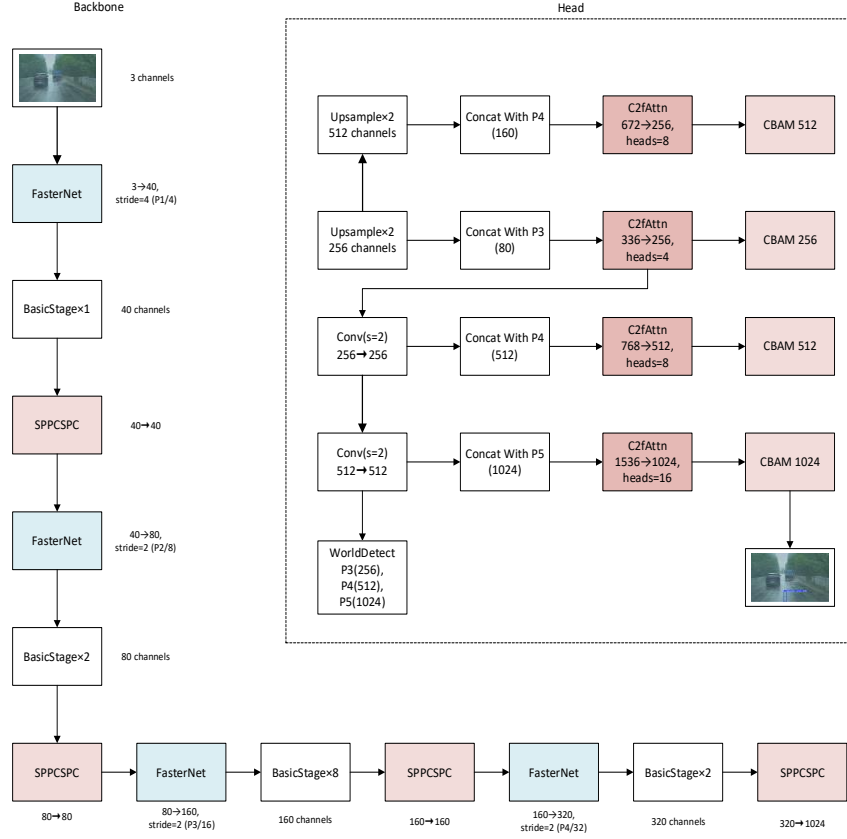 Backbone
3 channels
FasterNet
3→40,
stride=4 (P1/4)
BasicStage×1
40 channels
SPPCSPC
40→40
FasterNet
40→80,
stride=2 (P2/8)
BasicStage×2
80 channels
SPPCSPC
80→80
FasterNet
80→160,
stride=2 (P3/16)
BasicStage×8
160 channels
SPPCSPC
160→160
FasterNet
160→320,
stride=2 (P4/32)
BasicStage×2
320 channels
SPPCSPC
320→1024
Head
Upsample×2
512 channels
Concat With P4
(160)
C2fAttn
672→256,
heads=8
CBAM 512
Upsample×2
256 channels
Concat With P3
(80)
C2fAttn
336→256,
heads=4
CBAM 256
Conv(s=2)
256→256
Concat With P4
(512)
C2fAttn
768→512,
heads=8
CBAM 512
Conv(s=2)
512→512
Concat With P5
(1024)
C2fAttn
1536→1024,
heads=16
CBAM 1024
WorldDetect
P3(256),
P4(512),
P5(1024)